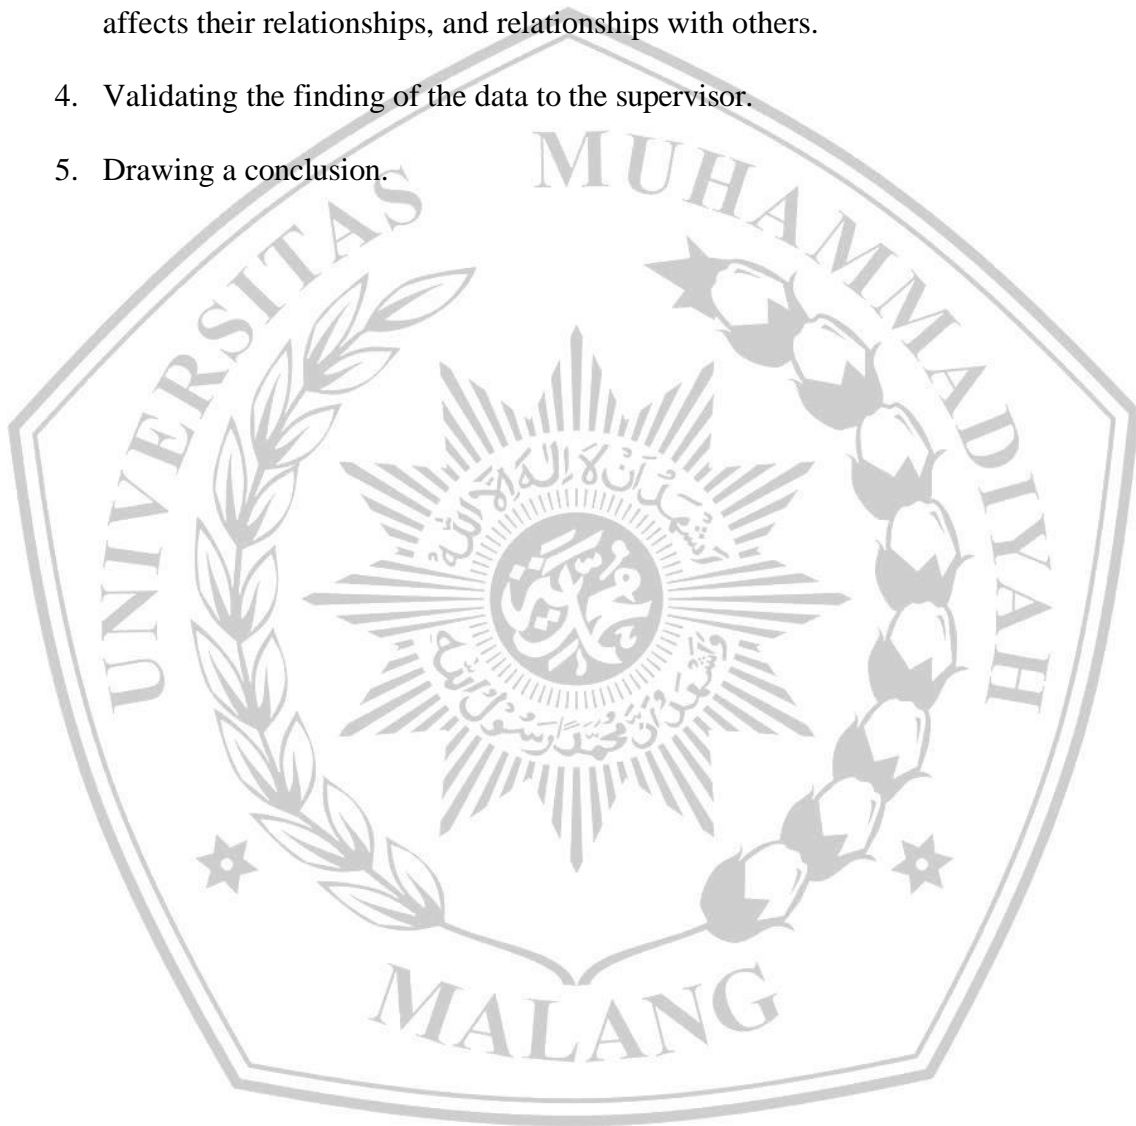 affects their relationships, and relationships with others.
4. Validating the finding of the data to the supervisor.
5. Drawing a conclusion.
UNIVERSITAS MUHAMMADIYAH
MALANG